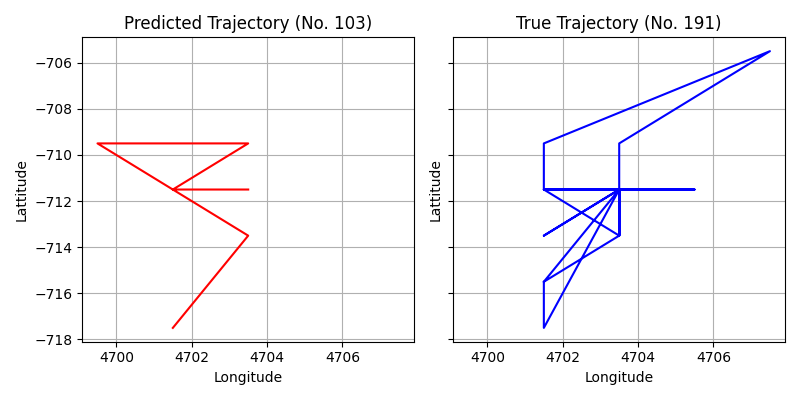 Predicted Trajectory (No. 103)
True Trajectory (No. 191)
Lattitude
−706
−708
−710
−712
−714
−716
−718
4700
4702
4704
4706
Longitude
Lattitude
4700
4702
4704
4706
Longitude